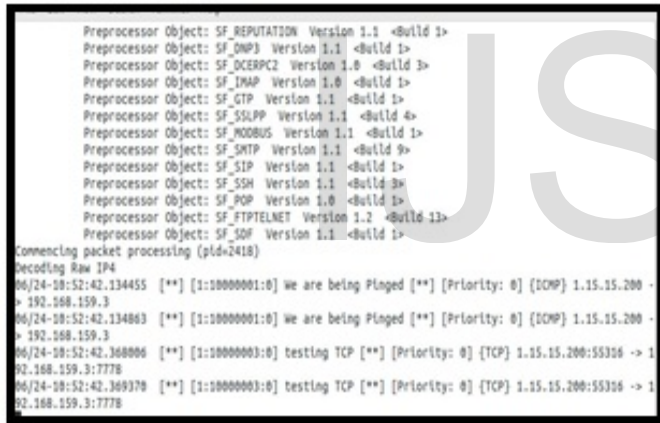 Preprocessor Object: SF_REPUTATION Version 1.1 <Build 1>
Preprocessor Object: SF_DNP3 Version 1.1 <Build 1>
Preprocessor Object: SF_DCERPC2 Version 1.0 <Build 3>
Preprocessor Object: SF_IMAP Version 1.0 <Build 1>
Preprocessor Object: SF_GTP Version 1.1 <Build 1>
Preprocessor Object: SF_SSLPP Version 1.1 <Build 4>
Preprocessor Object: SF_MODBUS Version 1.1 <Build 1>
Preprocessor Object: SF_SMTP Version 1.1 <Build 9>
Preprocessor Object: SF_SIP Version 1.1 <Build 1>
Preprocessor Object: SF_SSH Version 1.1 <Build 3>
Preprocessor Object: SF_POP Version 1.0 <Build 1>
Preprocessor Object: SF_FTPTELNET Version 1.2 <Build 13>
Preprocessor Object: SF_SDF Version 1.1 <Build 1>
Commencing packet processing (pid=2418)
Decoding Raw IP4
06/24-10:52:42.134455 [**] [1:10000001:0] We are being Pinged [**] [Priority: 0] {ICMP} 1.15.15.200 -
> 192.168.159.3
06/24-10:52:42.134863 [**] [1:10000001:0] We are being Pinged [**] [Priority: 0] {ICMP} 1.15.15.200 -
> 192.168.159.3
06/24-10:52:42.368006 [**] [1:10000003:0] testing TCP [**] [Priority: 0] {TCP} 1.15.15.200:55316 -> 1
92.168.159.3:7778
06/24-10:52:42.369370 [**] [1:10000003:0] testing TCP [**] [Priority: 0] {TCP} 1.15.15.200:55316 -> 1
92.168.159.3:7778
IJS